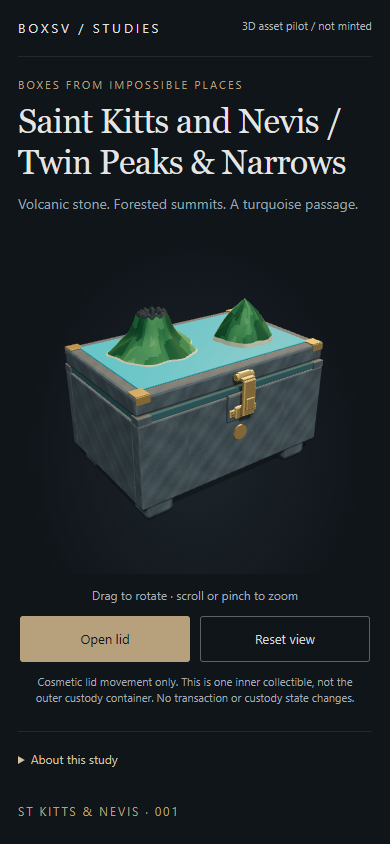 BOXSV / STUDIES
3D asset pilot / not minted
BOXES FROM IMPOSSIBLE PLACES
Saint Kitts and Nevis /
Twin Peaks & Narrows
Volcanic stone. Forested summits. A turquoise passage.
Drag to rotate · scroll or pinch to zoom
Open lid
Reset view
Cosmetic lid movement only. This is one inner collectible, not the
outer custody container. No transaction or custody state changes.
About this study
ST KITTS & NEVIS · 001